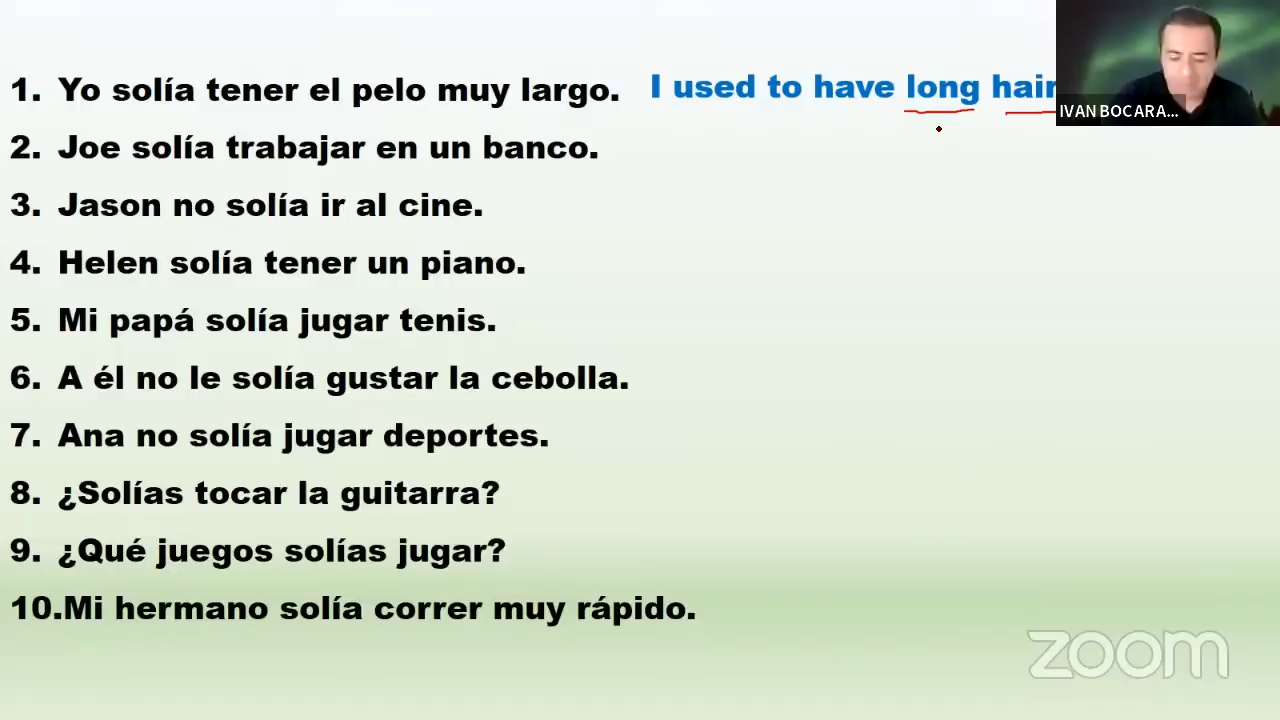 1. Yo solía tener el pelo muy largo. I used to have long hair
IVAN BOCARA...
2. Joe solía trabajar en un banco.
3. Jason no solía ir al cine.
4. Helen solía tener un piano.
5. Mi papá solía jugar tenis.
6. A él no le solía gustar la cebolla.
7. Ana no solía jugar deportes.
8. ¿Solías tocar la guitarra?
9. ¿Qué juegos solías jugar?
10.Mi hermano solía correr muy rápido.
zoom